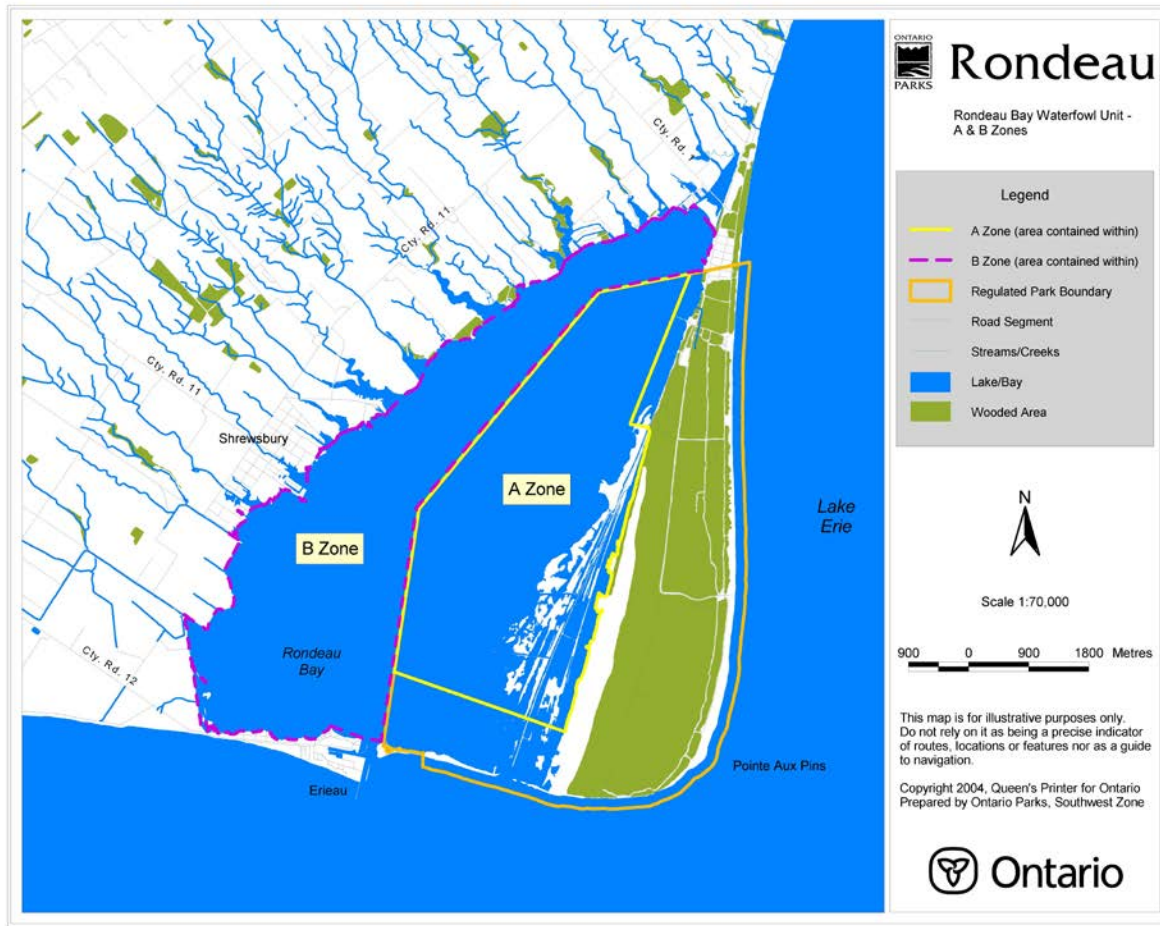 ONTARIO
PARKS
Rondeau
Rondeau Bay Waterfowl Unit -
A & B Zones
Legend
A Zone (area contained within)
B Zone (area contained within)
Regulated Park Boundary
Road Segment
Streams/Creeks
Lake/Bay
Wooded Area
N
Scale 1:70,000
900 0 900 1800 Metres
This map is for illustrative purposes only.
Do not rely on it as being a precise indicator
of routes, locations or features nor as a guide
to navigation.
Copyright 2004, Queen's Printer for Ontario
Prepared by Ontario Parks, Southwest Zone
Ontario
Cty. Rd. 1
Cty. Rd. 11
Cty. Rd. 11
Shrewsbury
A Zone
B Zone
Lake
Erie
Rondeau
Bay
Cty. Rd. 12
Erieau
Pointe Aux Pins